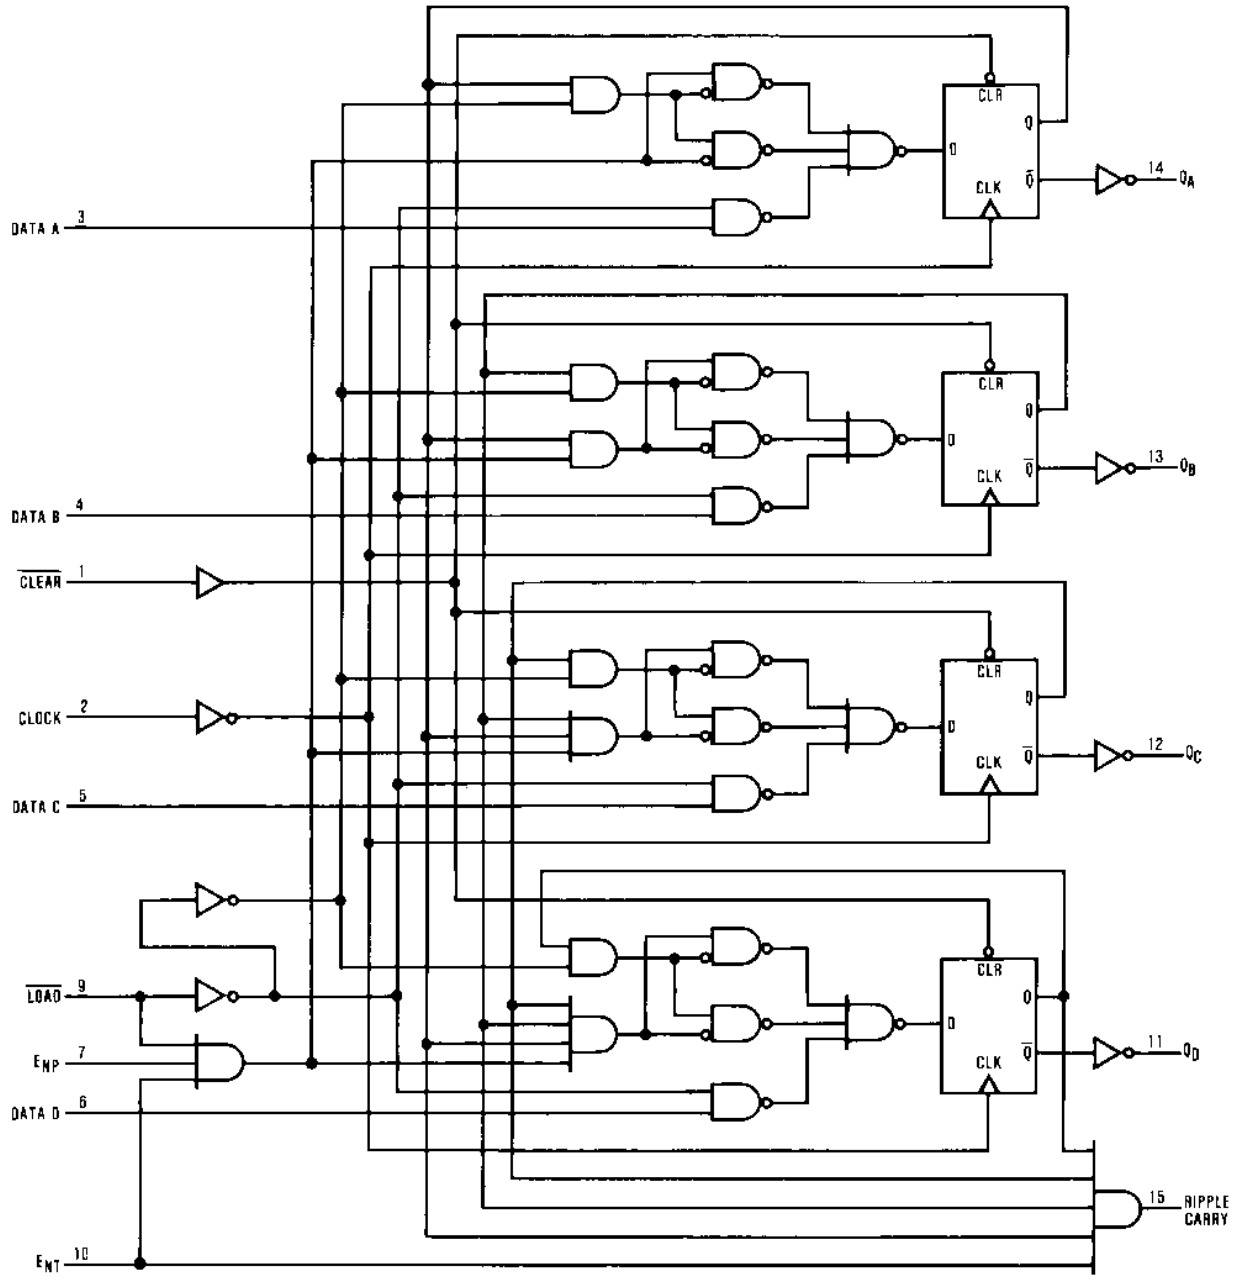 CLR
Q
D
Q̅
CLK
14
QA
3
DATA A
CLR
Q
D
Q̅
CLK
13
QB
4
DATA B
CLEAR 1
CLR
Q
D
CLOCK 2
Q̅
CLK
12
QC
DATA C 5
CLR
LOAD 9
Q
D
ENP 7
Q̅
CLK
11
QD
DATA D 6
15
RIPPLE
CARRY
ENT 10